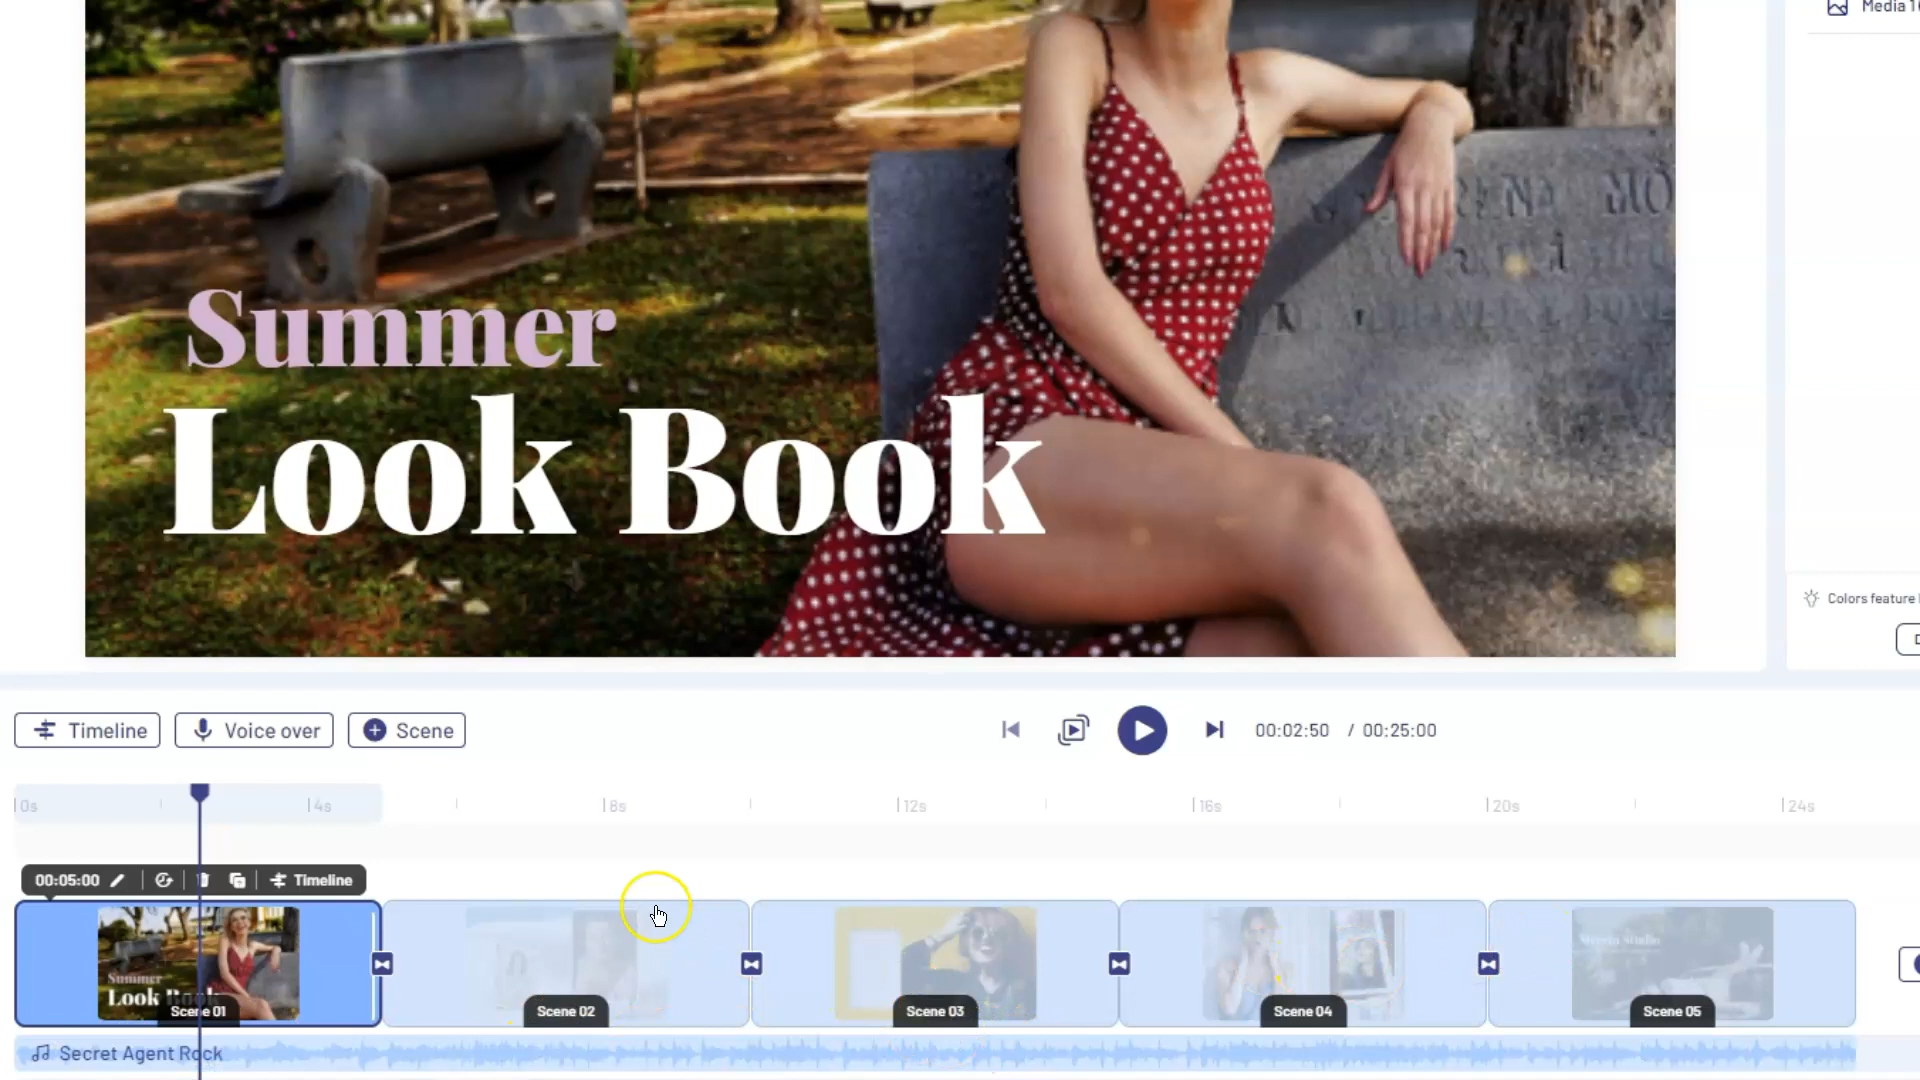 Media 1
Summer
Look Book
Colors feature
Timeline
Voice over
Scene
00:02:50 / 00:25:00
0s 4s 8s 12s 16s 20s 24s
00:05:00 Timeline
Summer
Look Book
Scene 01
Scene 02
Scene 03
Scene 04
Scene 05
Secret Agent Rock